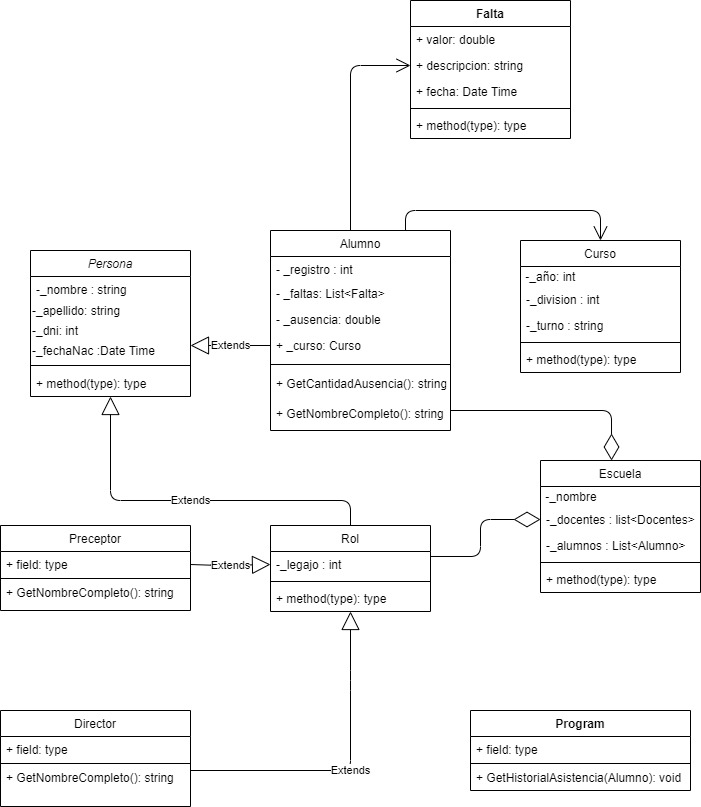 Falta
+ valor: double
+ descripcion: string
+ fecha: Date Time
+ method(type): type
Alumno
- _registro : int
- _faltas: List<Falta>
- _ausencia: double
+ _curso: Curso
+ GetCantidadAusencia(): string
+ GetNombreCompleto(): string
Curso
-_año: int
-_division : int
-_turno : string
+ method(type): type
Persona
-_nombre : string
-_apellido: string
-_dni: int
-_fechaNac :Date Time
+ method(type): type
Extends
Extends
Escuela
-_nombre
-_docentes : list<Docentes>
-_alumnos : List<Alumno>
+ method(type): type
Preceptor
+ field: type
+ GetNombreCompleto(): string
Extends
Rol
-_legajo : int
+ method(type): type
Director
+ field: type
+ GetNombreCompleto(): string
Extends
Program
+ field: type
+ GetHistorialAsistencia(Alumno): void